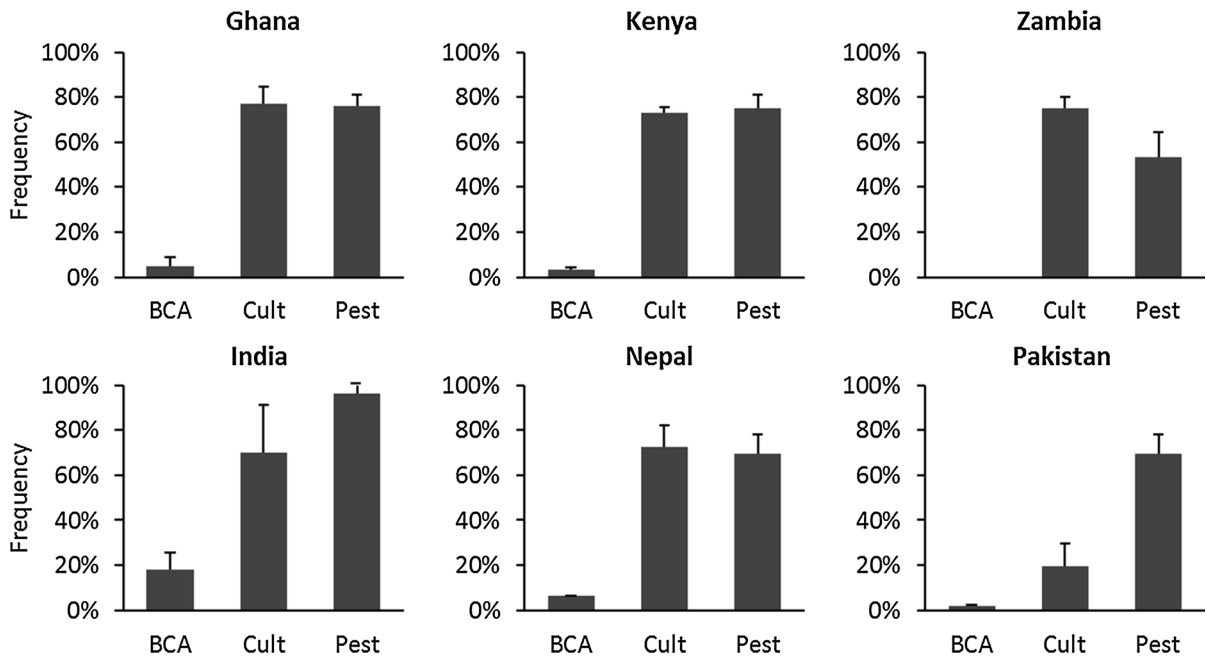 Ghana
Kenya
Zambia
Frequency
100%
80%
60%
40%
20%
0%
BCA Cult Pest
100%
80%
60%
40%
20%
0%
BCA Cult Pest
100%
80%
60%
40%
20%
0%
BCA Cult Pest
India
Nepal
Pakistan
Frequency
100%
80%
60%
40%
20%
0%
BCA Cult Pest
100%
80%
60%
40%
20%
0%
BCA Cult Pest
100%
80%
60%
40%
20%
0%
BCA Cult Pest